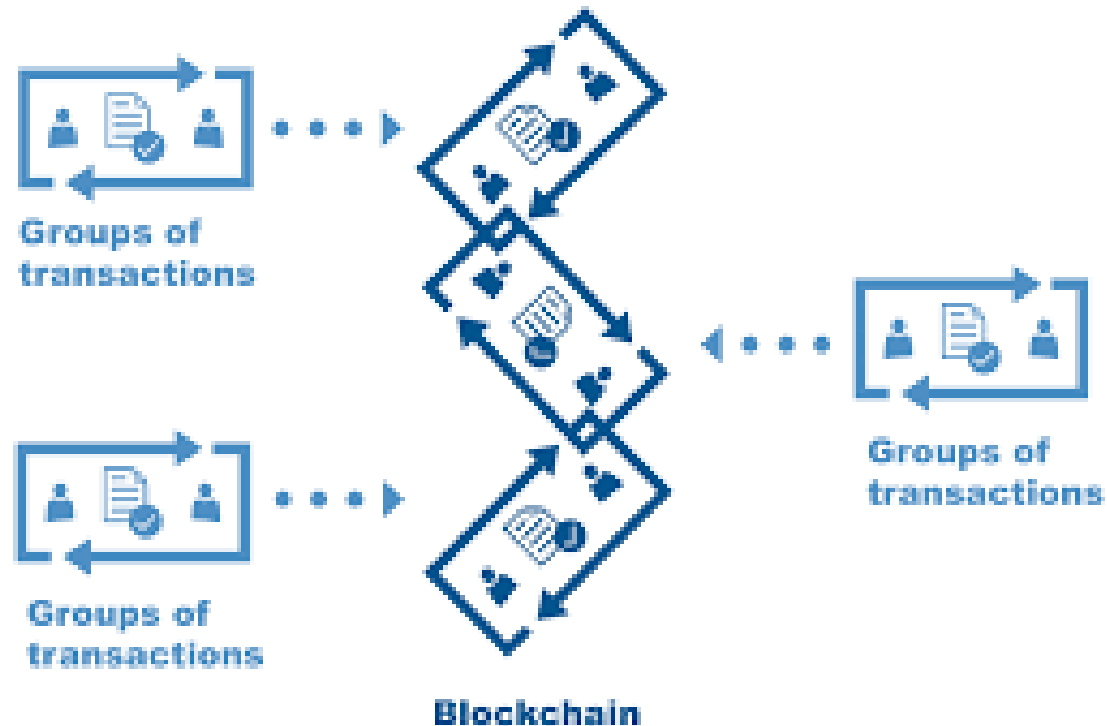 Groups of
transactions
Groups of
transactions
Groups of
transactions
Blockchain